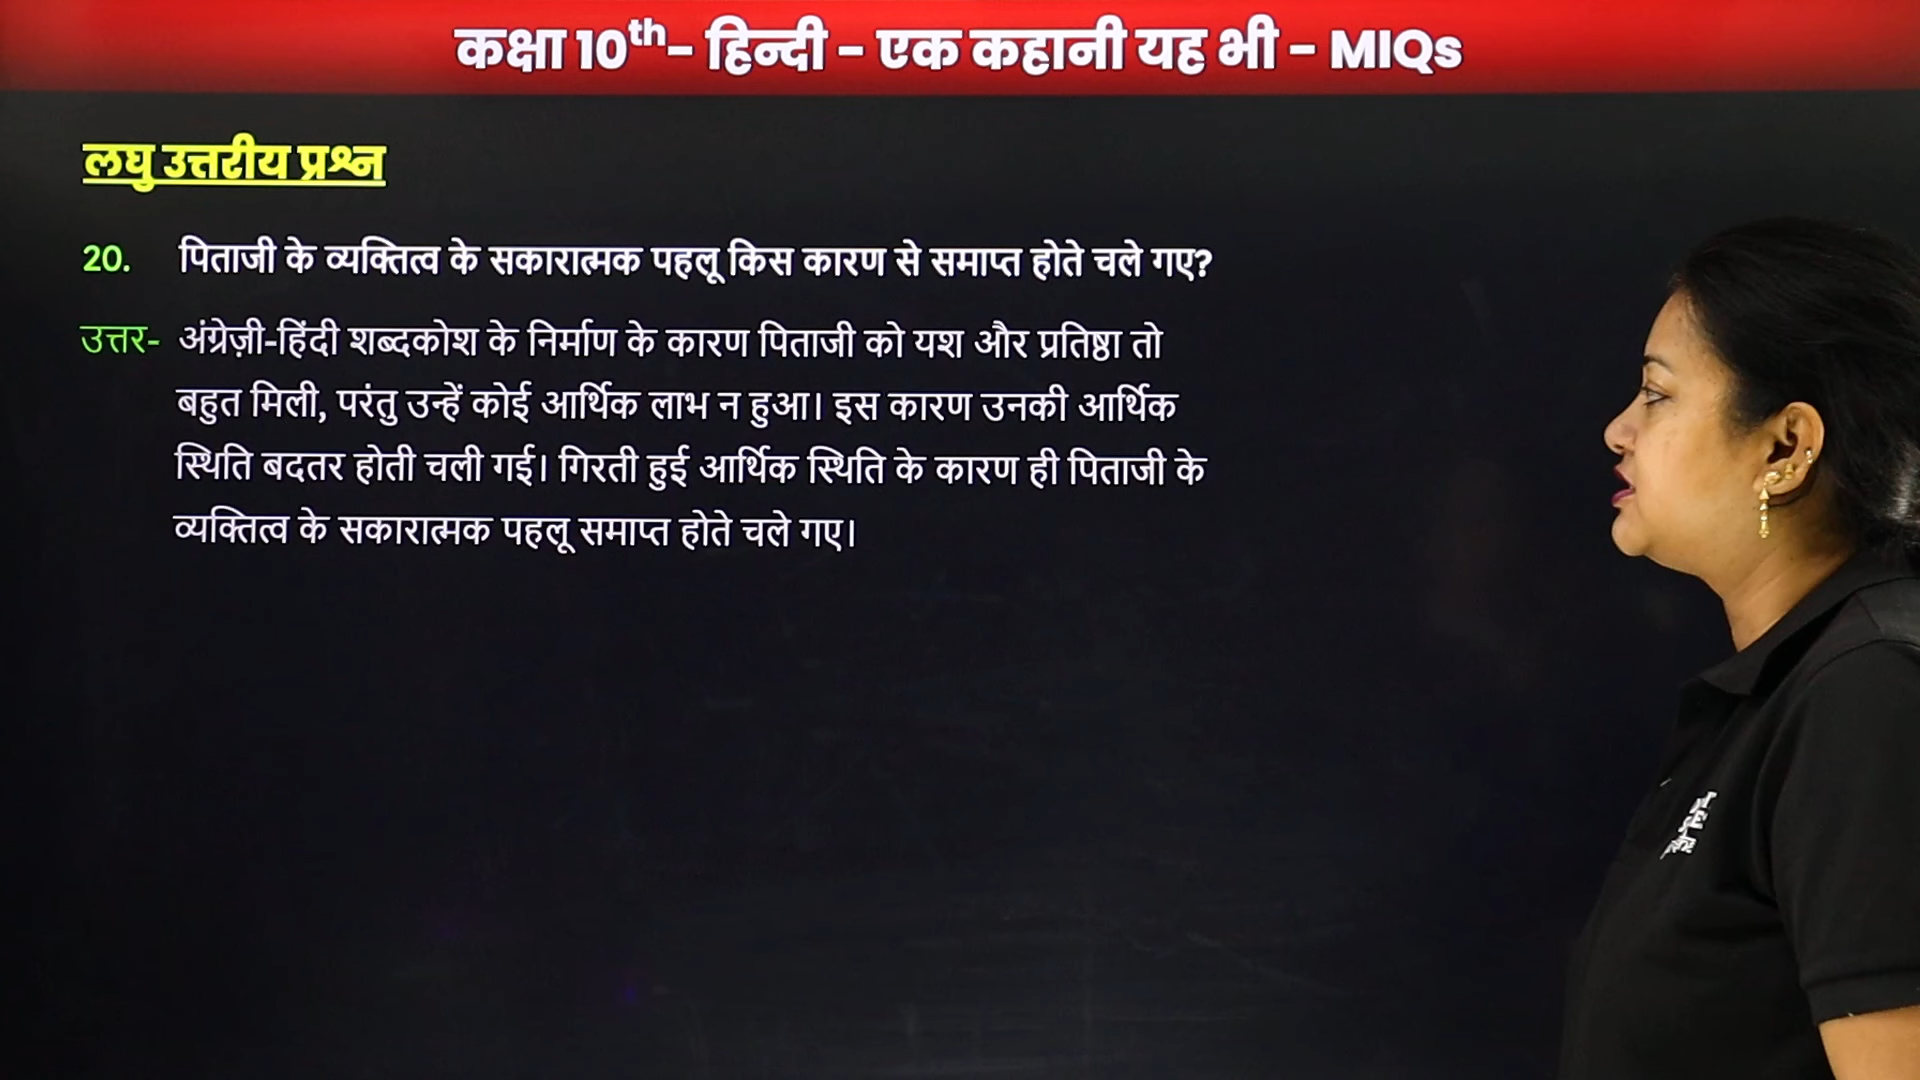 कक्षा 10th- हिन्दी - एक कहानी यह भी - MIQs
लघु उत्तरीय प्रश्न
20. पिताजी के व्यक्तित्व के सकारात्मक पहलू किस कारण से समाप्त होते चले गए?
उत्तर- अंग्रेज़ी-हिंदी शब्दकोश के निर्माण के कारण पिताजी को यश और प्रतिष्ठा तो
बहुत मिली, परंतु उन्हें कोई आर्थिक लाभ न हुआ। इस कारण उनकी आर्थिक
स्थिति बदतर होती चली गई। गिरती हुई आर्थिक स्थिति के कारण ही पिताजी के
व्यक्तित्व के सकारात्मक पहलू समाप्त होते चले गए।